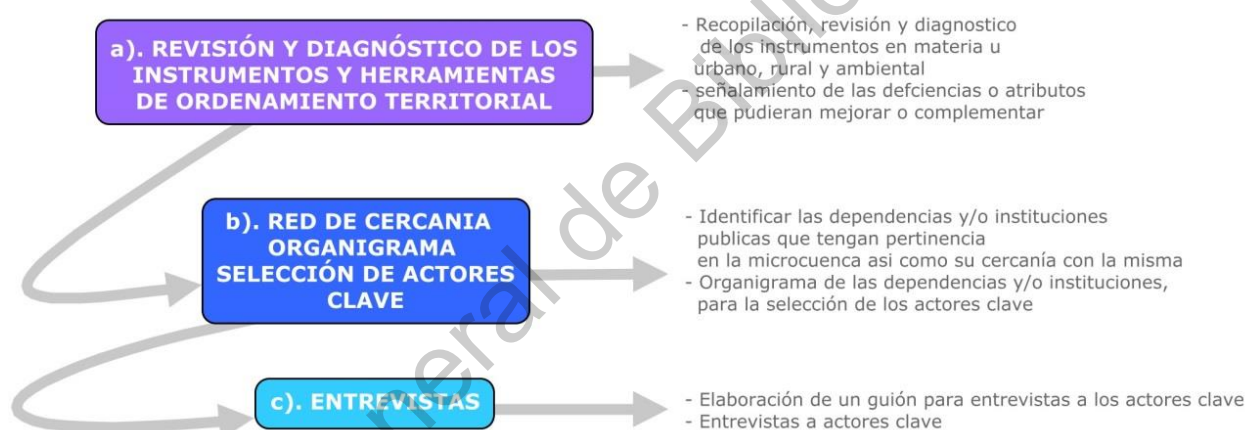 a). REVISIÓN Y DIAGNÓSTICO DE LOS
INSTRUMENTOS Y HERRAMIENTAS
DE ORDENAMIENTO TERRITORIAL
- Recopilación, revisión y diagnostico
de los instrumentos en materia u
urbano, rural y ambiental
- señalamiento de las defciencias o atributos
que pudieran mejorar o complementar
b). RED DE CERCANIA
ORGANIGRAMA
SELECCIÓN DE ACTORES
CLAVE
- Identificar las dependencias y/o instituciones
publicas que tengan pertinencia
en la microcuenca asi como su cercanía con la misma
- Organigrama de las dependencias y/o instituciones,
para la selección de los actores clave
c). ENTREVISTAS
- Elaboración de un guión para entrevistas a los actores clave
- Entrevistas a actores clave
neral de Biblio